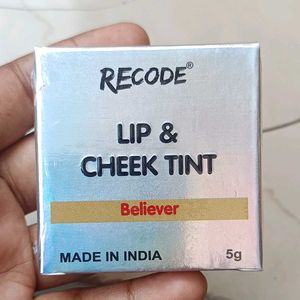 RECODE®
LIP &
CHEEK TINT
Believer
MADE IN INDIA 5g